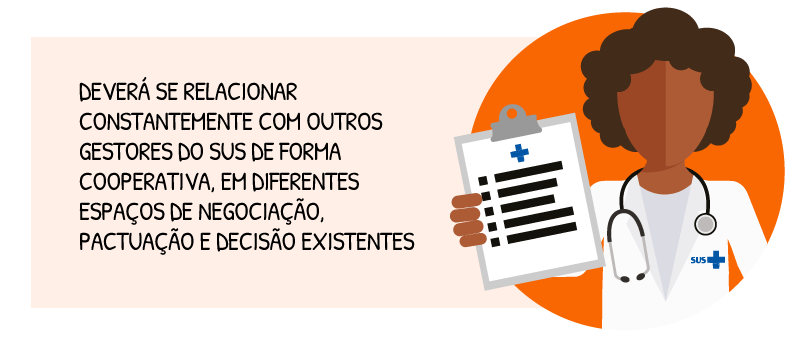 DEVERÁ SE RELACIONAR
CONSTANTEMENTE COM OUTROS
GESTORES DO SUS DE FORMA
COOPERATIVA, EM DIFERENTES
ESPAÇOS DE NEGOCIAÇÃO,
PACTUAÇÃO E DECISÃO EXISTENTES
SUS